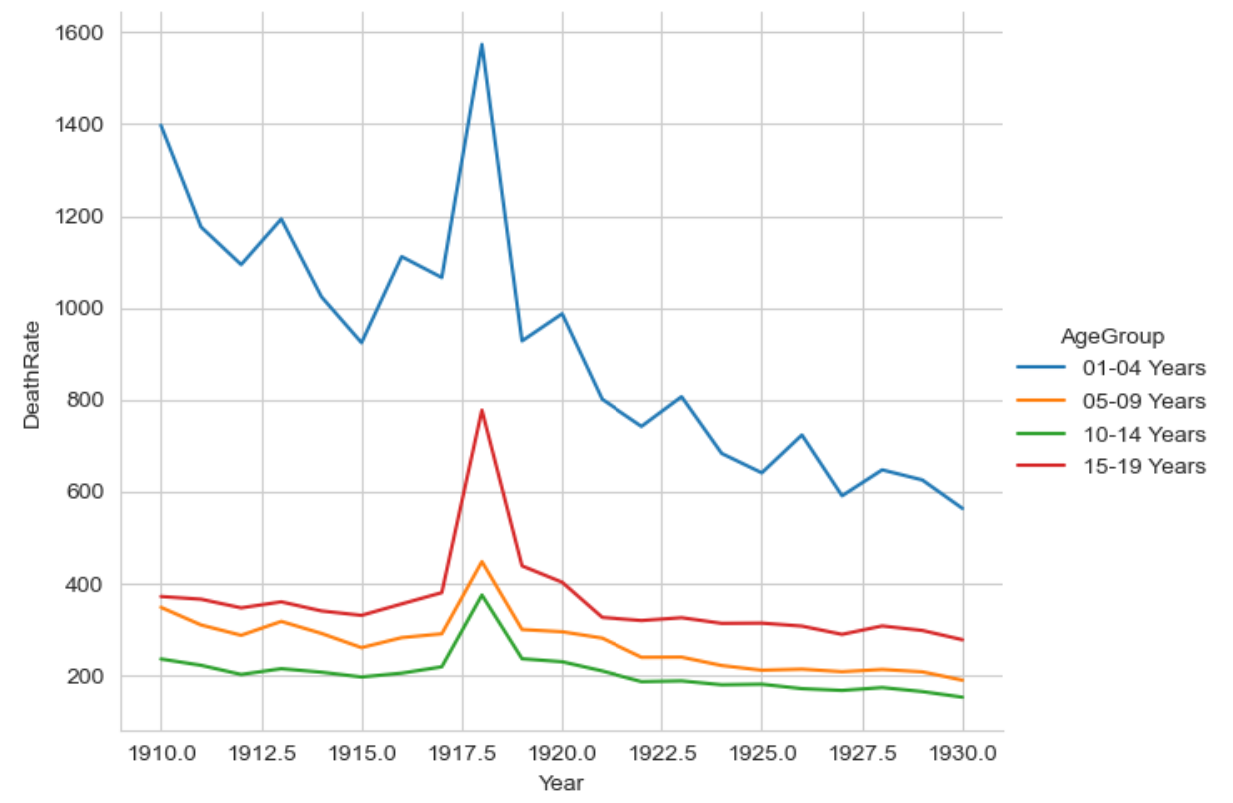 1600
1400
1200
1000
800
600
400
200
DeathRate
1910.0 1912.5 1915.0 1917.5 1920.0 1922.5 1925.0 1927.5 1930.0
Year
AgeGroup
01-04 Years
05-09 Years
10-14 Years
15-19 Years